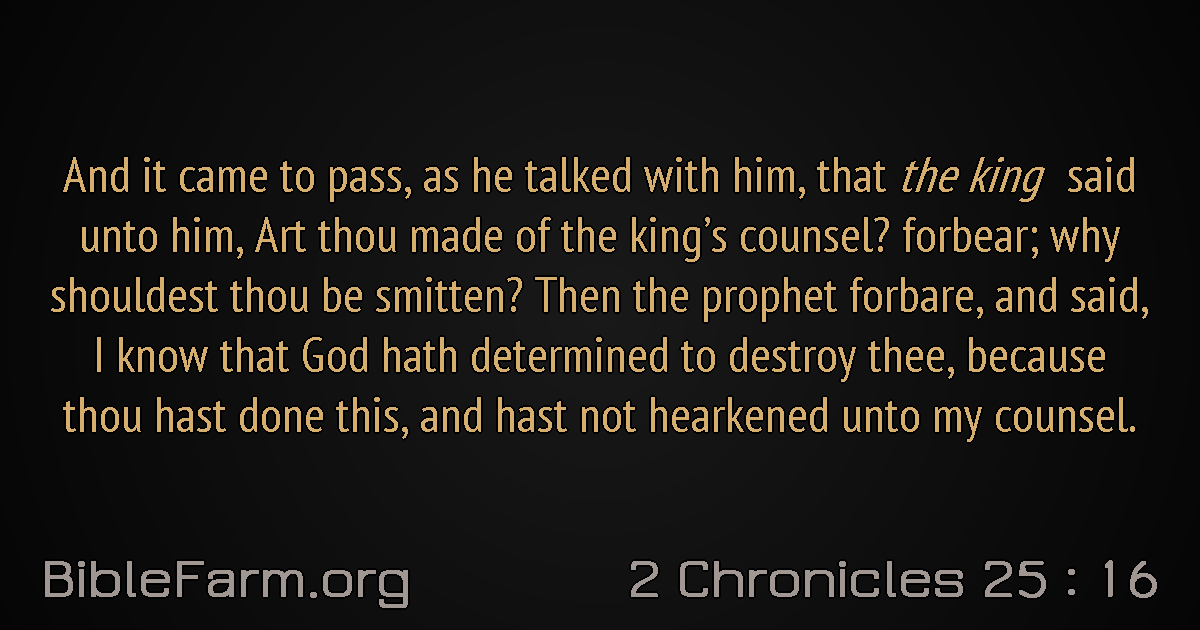 And it came to pass, as he talked with him, that the king said
unto him, Art thou made of the king’s counsel? forbear; why
shouldest thou be smitten? Then the prophet forbare, and said,
I know that God hath determined to destroy thee, because
thou hast done this, and hast not hearkened unto my counsel.
BibleFarm.org
2 Chronicles 25 : 16